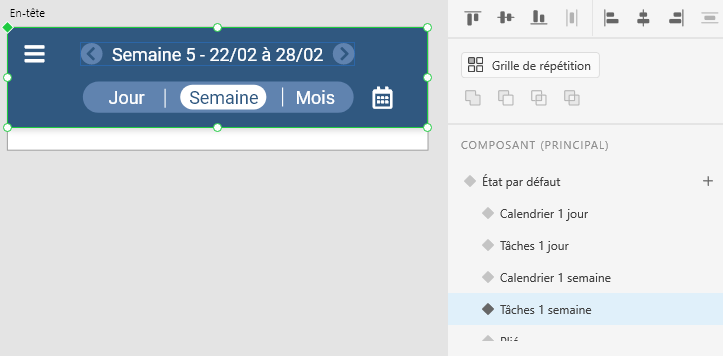 En-tête
Semaine 5 - 22/02 à 28/02
Jour
Semaine
Mois
Grille de répétition
COMPOSANT (PRINCIPAL)
État par défaut
Calendrier 1 jour
Tâches 1 jour
Calendrier 1 semaine
Tâches 1 semaine